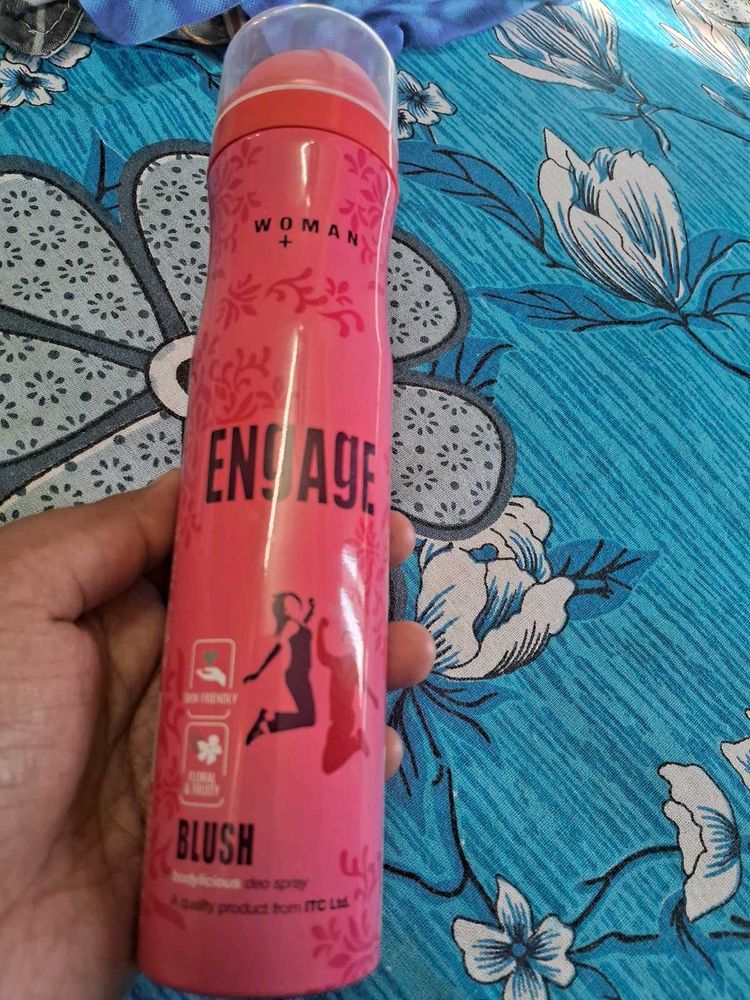 WOMAN
+
ENgAgE
SKIN FRIENDLY
FLORAL
& FRUITY
BLUSH
bodylicious deo spray
A quality product from ITC Ltd.